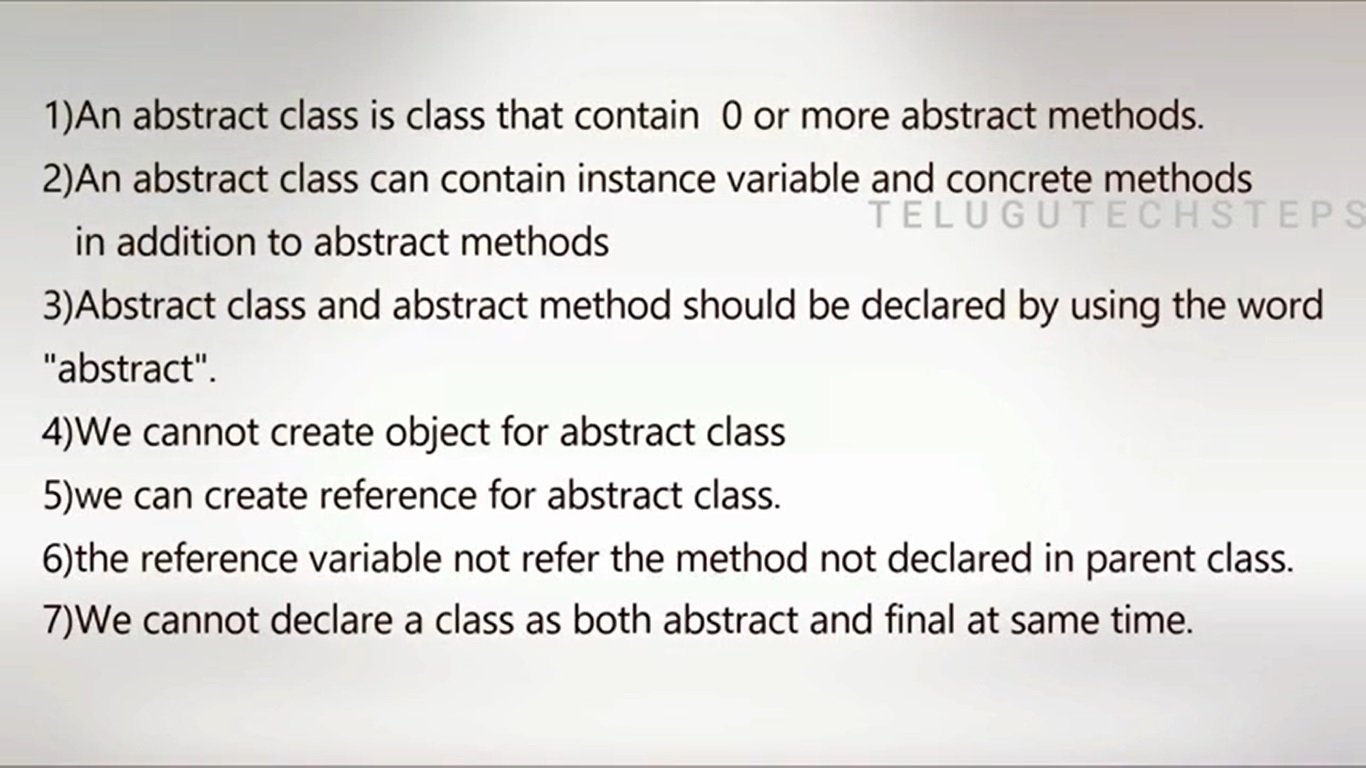 1)An abstract class is class that contain  0 or more abstract methods.
2)An abstract class can contain instance variable and concrete methods
TELUGUTECHSTEPS
in addition to abstract methods
3)Abstract class and abstract method should be declared by using the word
"abstract".
4)We cannot create object for abstract class
5)we can create reference for abstract class.
6)the reference variable not refer the method not declared in parent class.
7)We cannot declare a class as both abstract and final at same time.